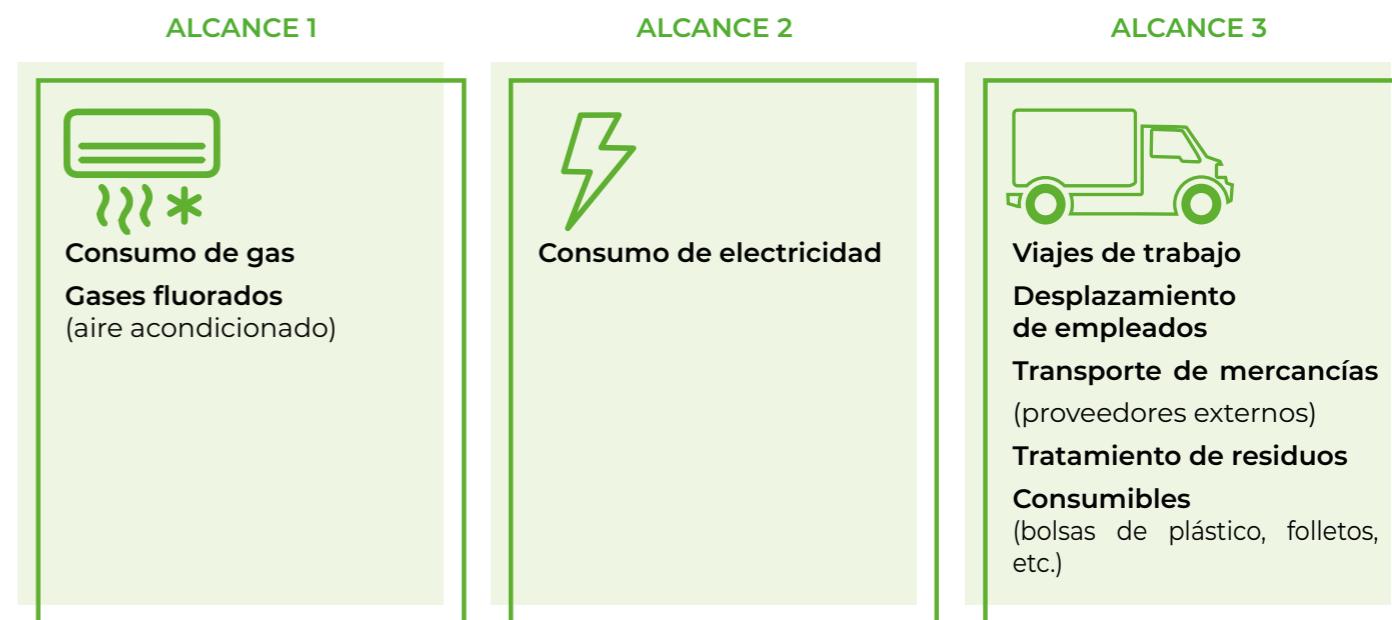 ALCANCE 1
Consumo de gas
Gases fluorados
(aire acondicionado)
ALCANCE 2
Consumo de electricidad
ALCANCE 3
Viajes de trabajo
Desplazamiento
de empleados
Transporte de mercancías
(proveedores externos)
Tratamiento de residuos
Consumibles
(bolsas de plástico, folletos,
etc.)